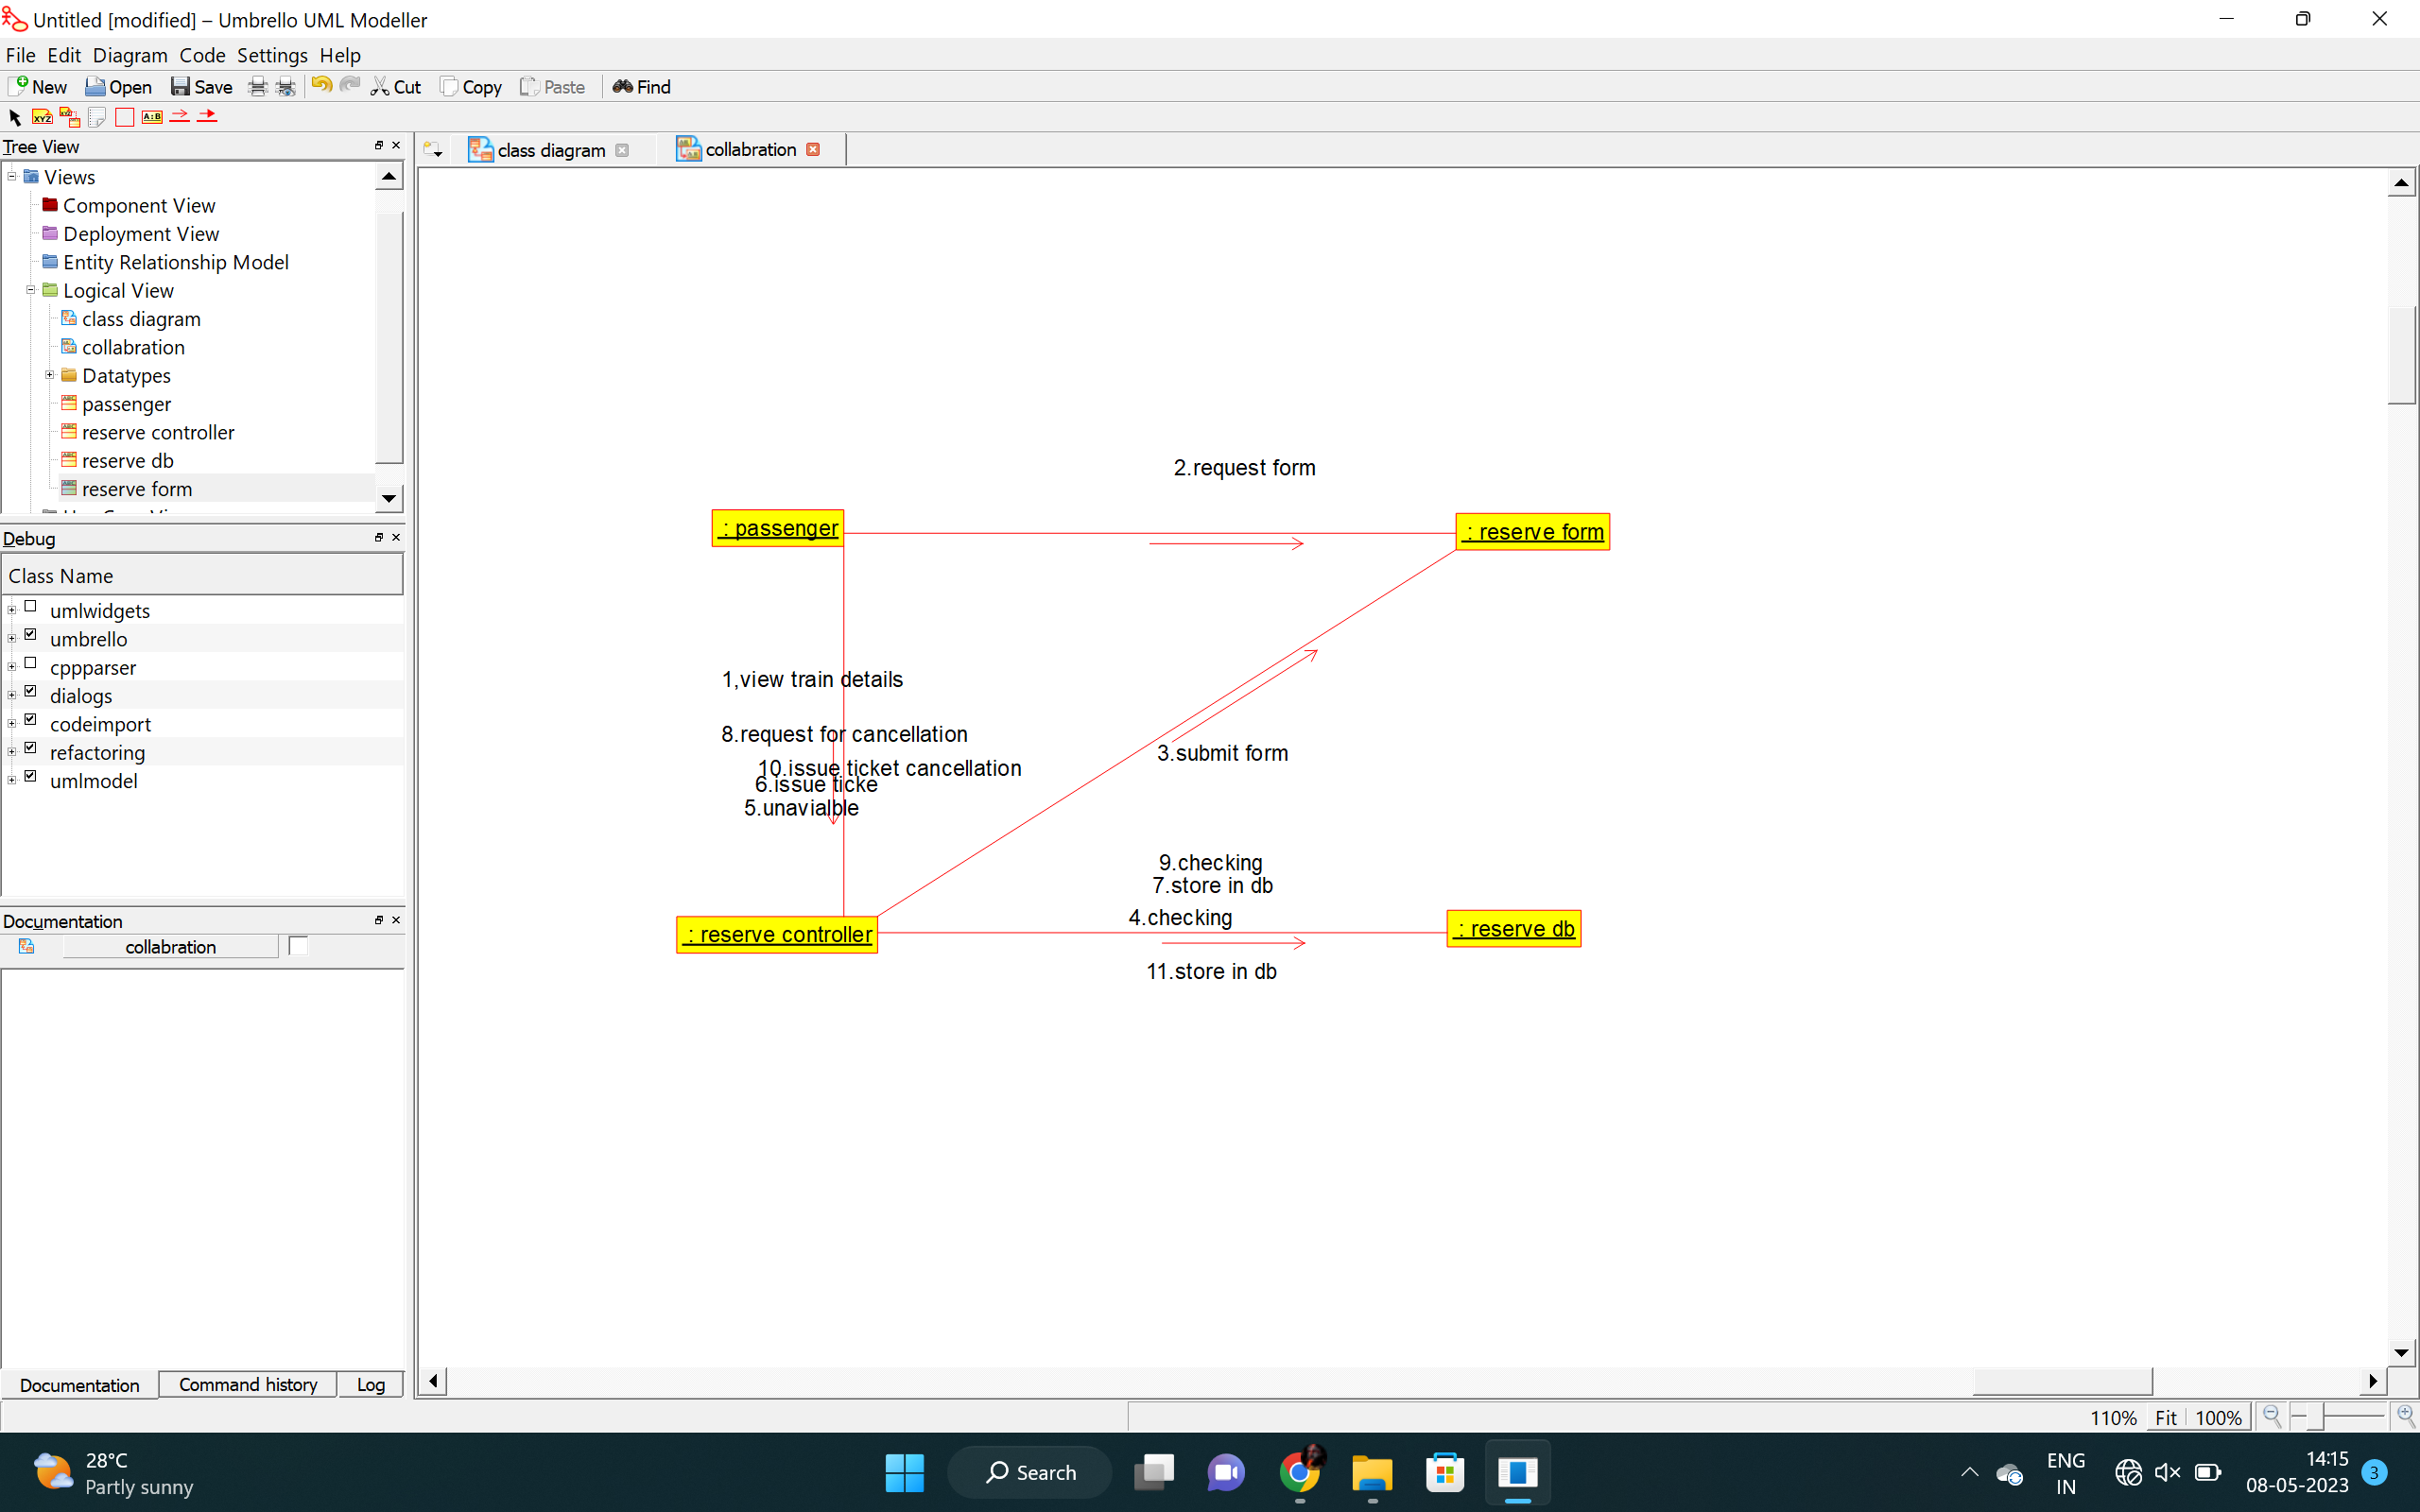 Untitled [modified] – Umbrello UML Modeller
File Edit Diagram Code Settings Help
New Open Save Cut Copy Paste Find
XYZ XYZ A:B
Tree View
class diagram collabration
Views
Component View
Deployment View
Entity Relationship Model
Logical View
class diagram
collabration
Datatypes
passenger
reserve controller
reserve db
reserve form
Debug
Class Name
umlwidgets
umbrello
cppparser
dialogs
codeimport
refactoring
umlmodel
Documentation
collabration
Documentation Command history Log
2.request form
: passenger
: reserve form
1,view train details
8.request for cancellation
10.issue ticket cancellation
6.issue ticke
5.unavialble
3.submit form
9.checking
7.store in db
4.checking
: reserve controller
: reserve db
11.store in db
110% Fit 100%
28°C
Partly sunny
Search
ENG
IN
14:15
08-05-2023
3